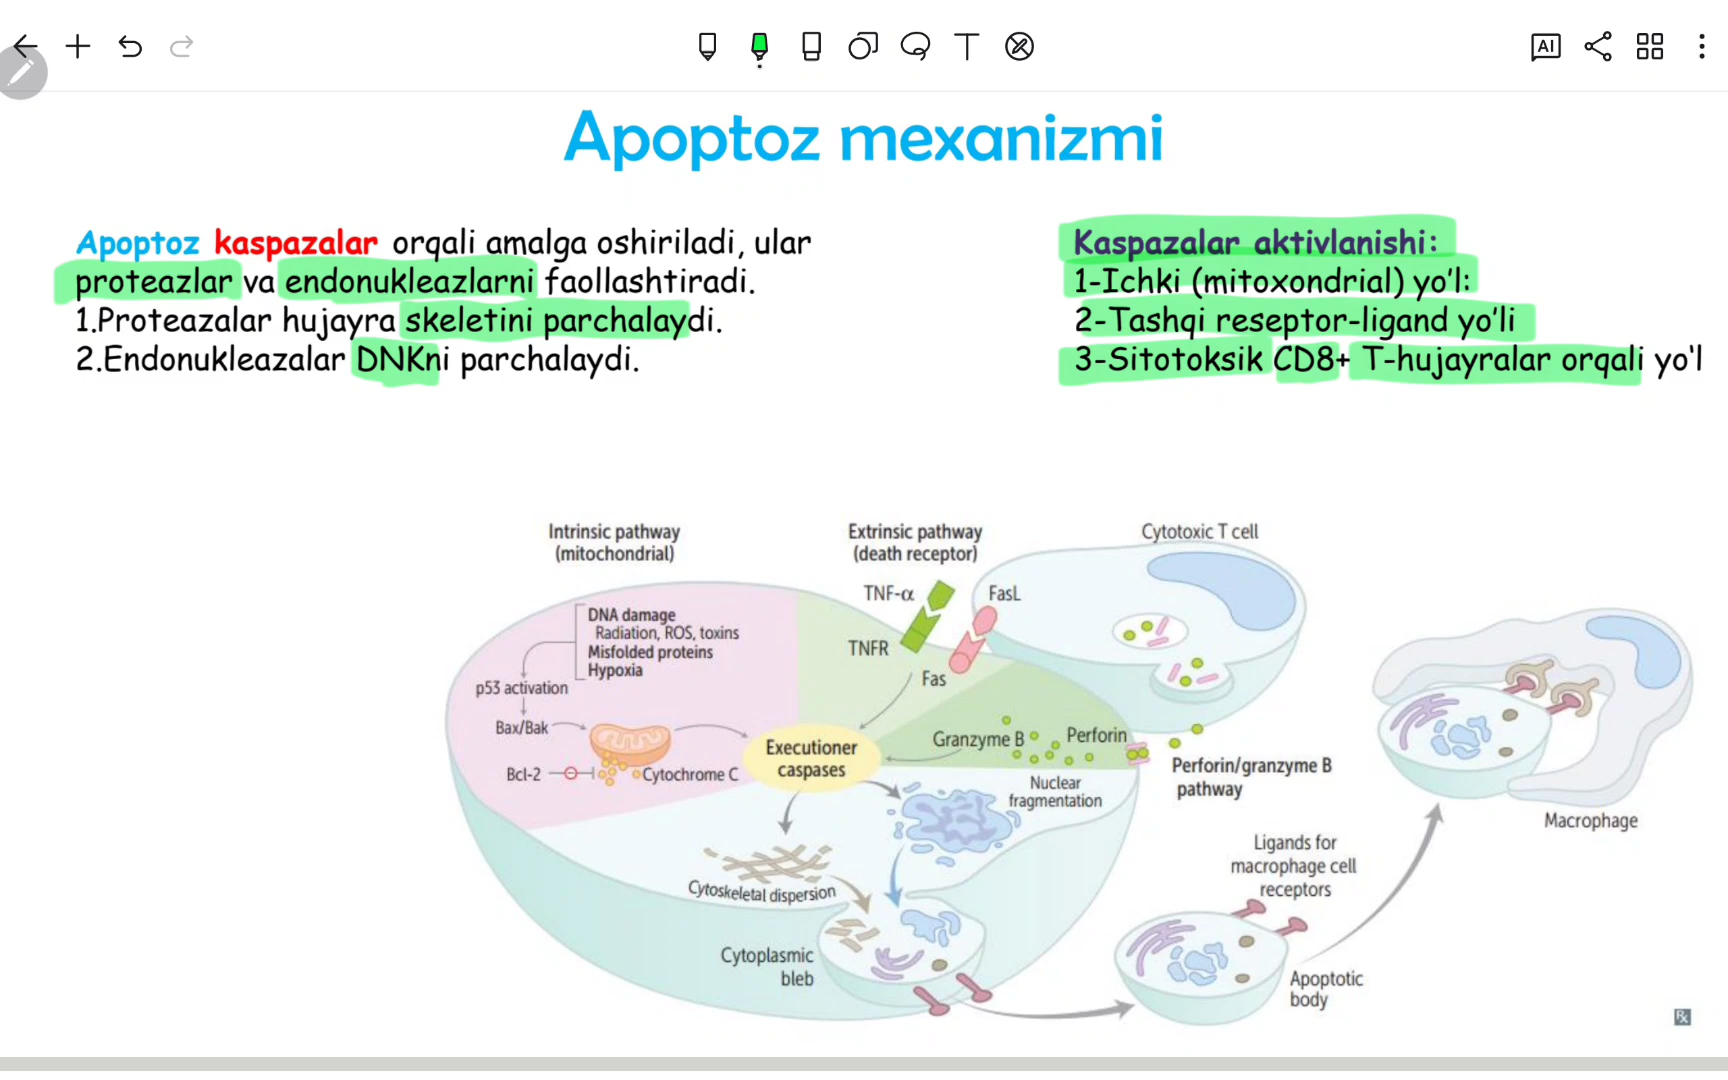 AI
Apoptoz mexanizmi
Apoptoz kaspazalar orqali amalga oshiriladi, ular
proteazlar va endonukleazlarni faollashtiradi.
1.Proteazalar hujayra skeletini parchalaydi.
2.Endonukleazalar DNKni parchalaydi.
Kaspazalar aktivlanishi:
1-Ichki (mitoxondrial) yo'l:
2-Tashqi reseptor-ligand yo'li
3-Sitotoksik CD8+ T-hujayralar orqali yo'l
Intrinsic pathway
(mitochondrial)
Extrinsic pathway
(death receptor)
Cytotoxic T cell
TNF-α
FasL
TNFR
Fas
DNA damage
Radiation, ROS, toxins
Misfolded proteins
Hypoxia
p53 activation
Bax/Bak
Bcl-2
Cytochrome C
Executioner
caspases
Granzyme B
Perforin
Perforin/granzyme B
pathway
Nuclear
fragmentation
Cytoskeletal dispersion
Cytoplasmic
bleb
Ligands for
macrophage cell
receptors
Apoptotic
body
Macrophage
Rx